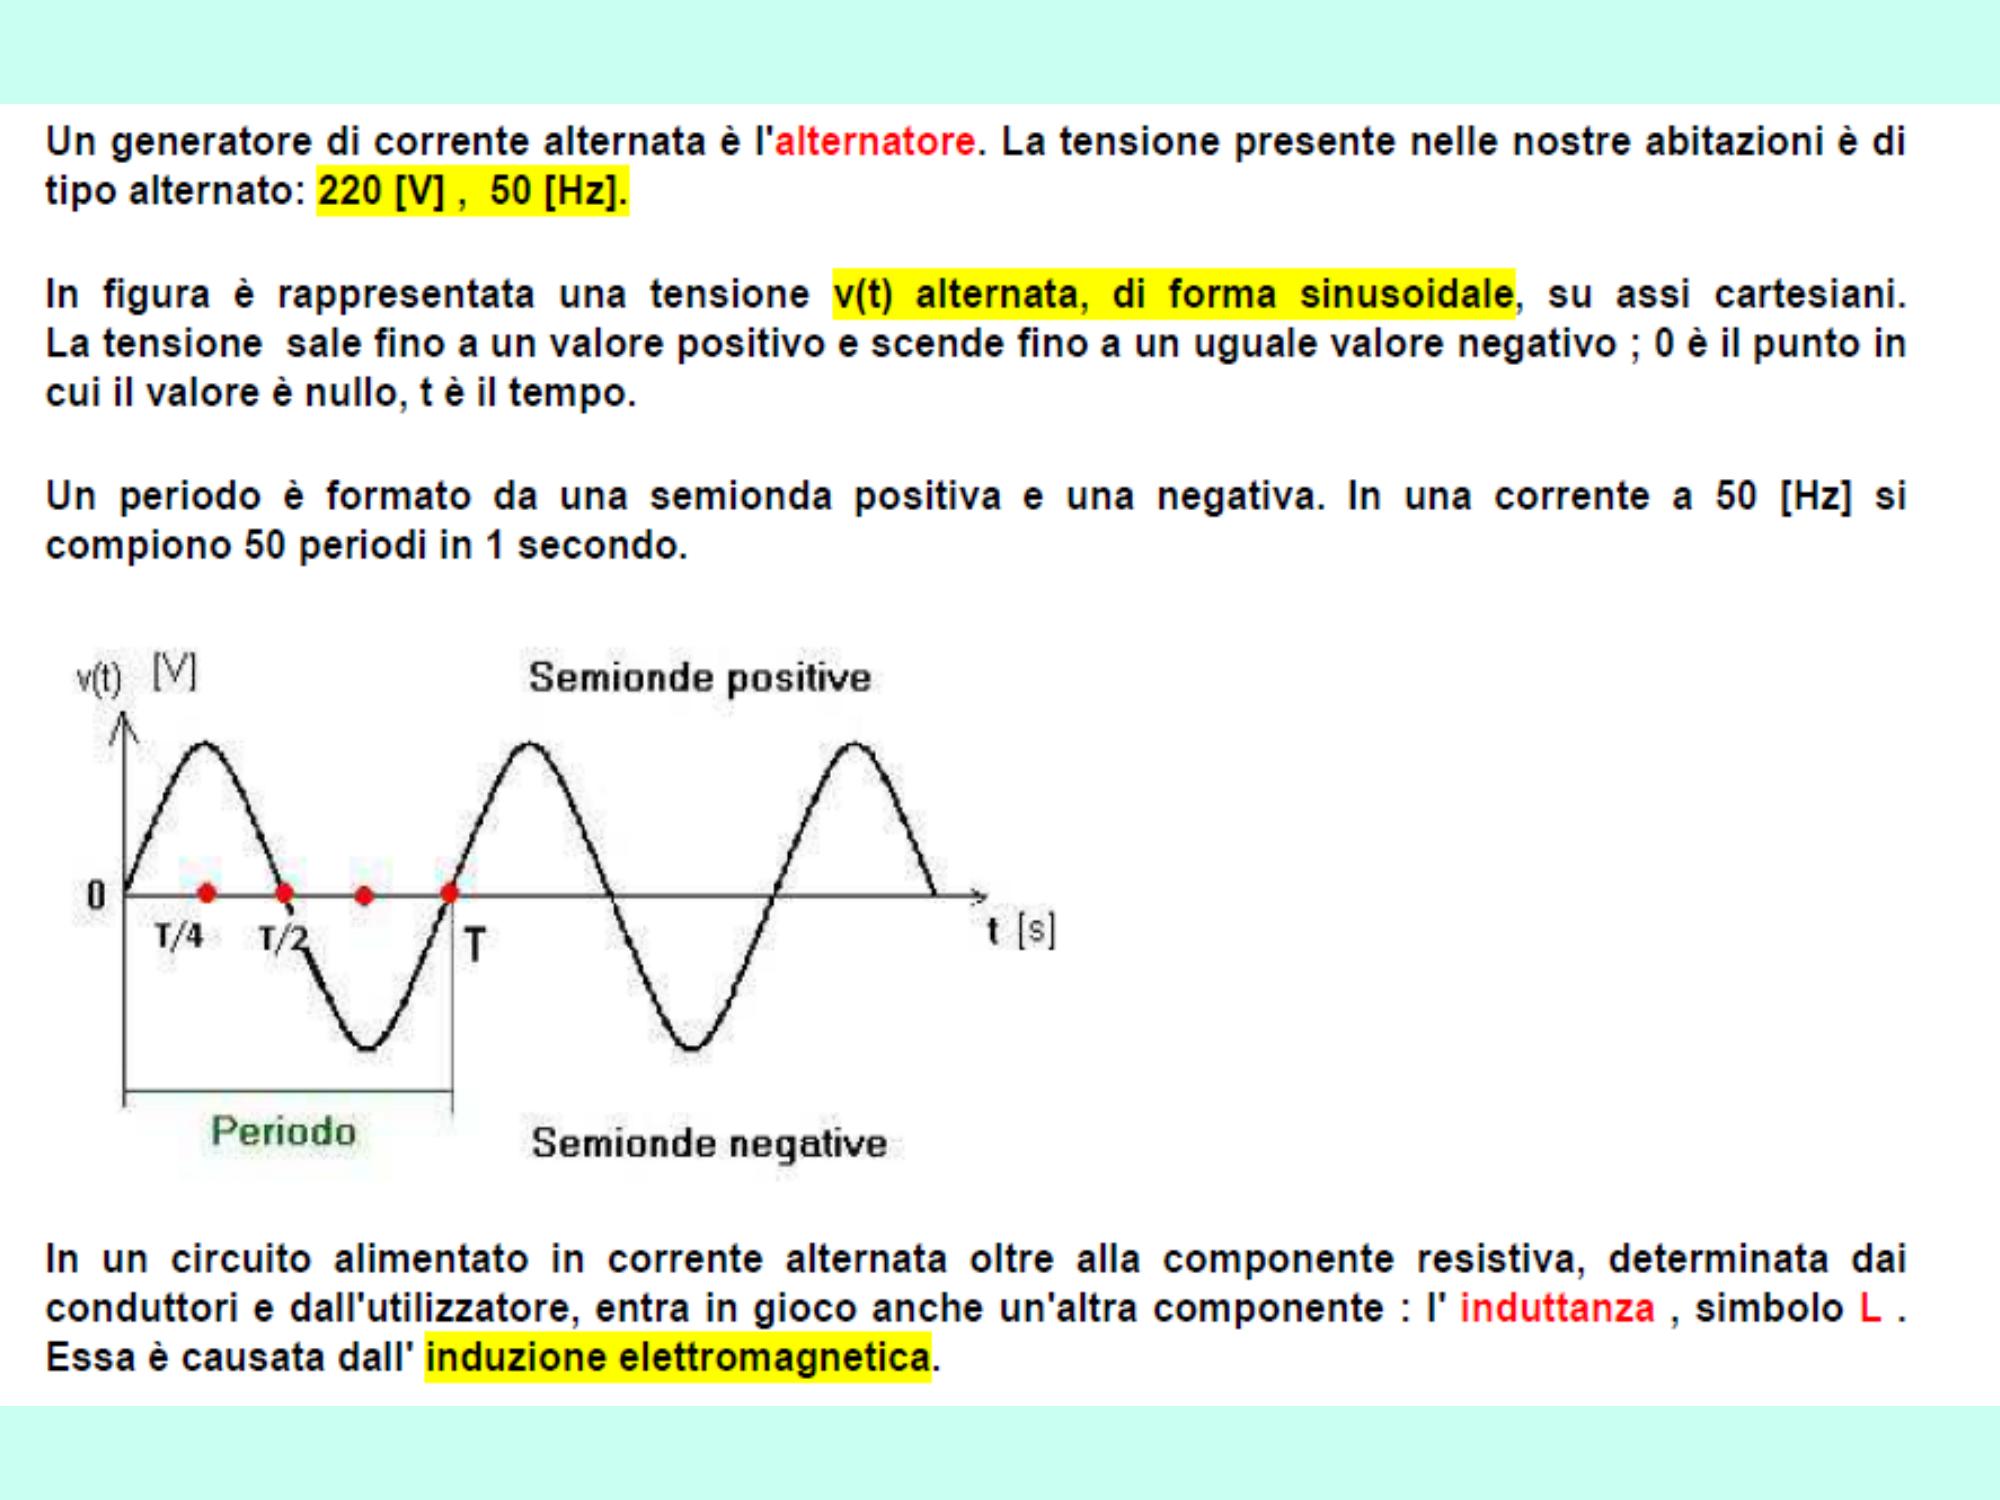 Un generatore di corrente alternata è l'alternatore. La tensione presente nelle nostre abitazioni è di
tipo alternato: 220 [V] , 50 [Hz].
In figura è rappresentata una tensione v(t) alternata, di forma sinusoidale, su assi cartesiani.
La tensione sale fino a un valore positivo e scende fino a un uguale valore negativo ; 0 è il punto in
cui il valore è nullo, t è il tempo.
Un periodo è formato da una semionda positiva e una negativa. In una corrente a 50 [Hz] si
compiono 50 periodi in 1 secondo.
v(t) [V]
Semionde positive
0
T/4 T/2 T
t [s]
Periodo
Semionde negative
In un circuito alimentato in corrente alternata oltre alla componente resistiva, determinata dai
conduttori e dall'utilizzatore, entra in gioco anche un'altra componente : l' induttanza , simbolo L .
Essa è causata dall' induzione elettromagnetica.